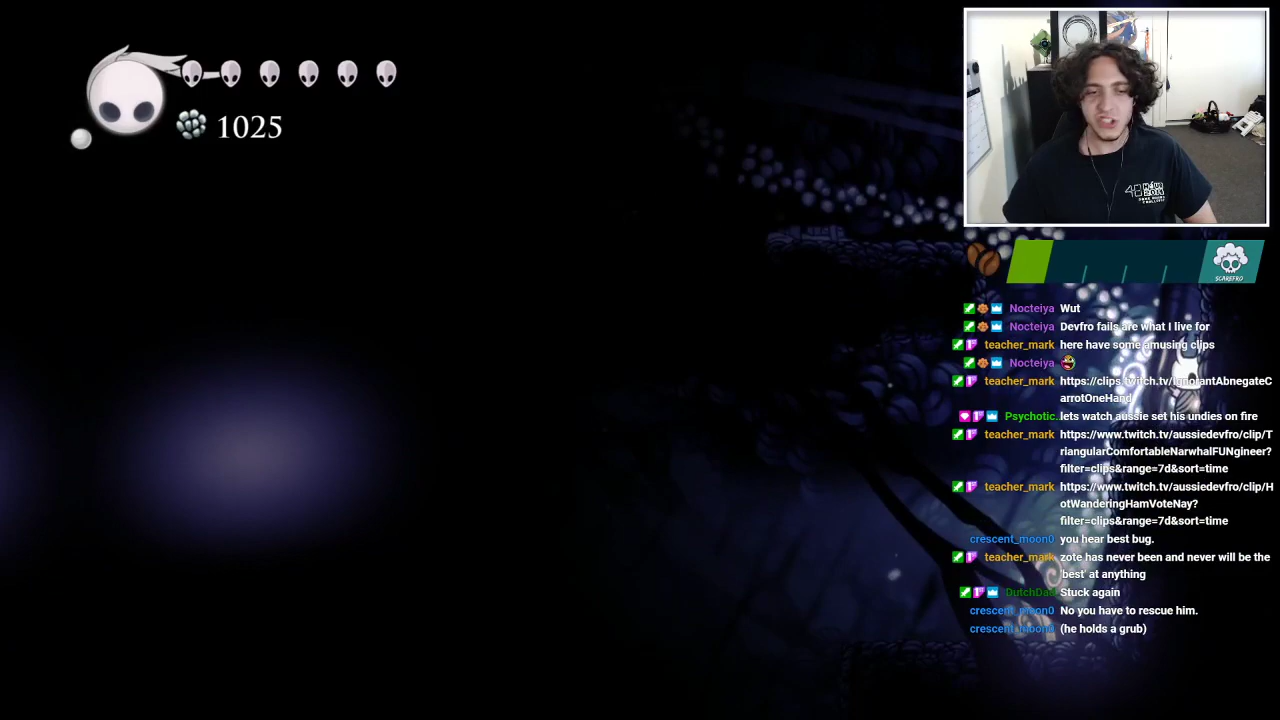 1025
SCAREFRO
Nocteiya Wut
Nocteiya Devfro fails are what I live for
teacher_mark here have some amusing clips
Nocteiya
teacher_mark https://clips.twitch.tv/IgnorantAbnegateC
arrotOneHand
Psychotic.. lets watch aussie set his undies on fire
teacher_mark https://www.twitch.tv/aussiedevfro/clip/T
riangularComfortableNarwhalFUNgineer?
filter=clips&range=7d&sort=time
teacher_mark https://www.twitch.tv/aussiedevfro/clip/H
otWanderingHamVoteNay?
filter=clips&range=7d&sort=time
crescent_moon0 you hear best bug.
teacher_mark zote has never been and never will be the
'best' at anything
DutchDad Stuck again
crescent_moon0 No you have to rescue him.
crescent_moon0 (he holds a grub)